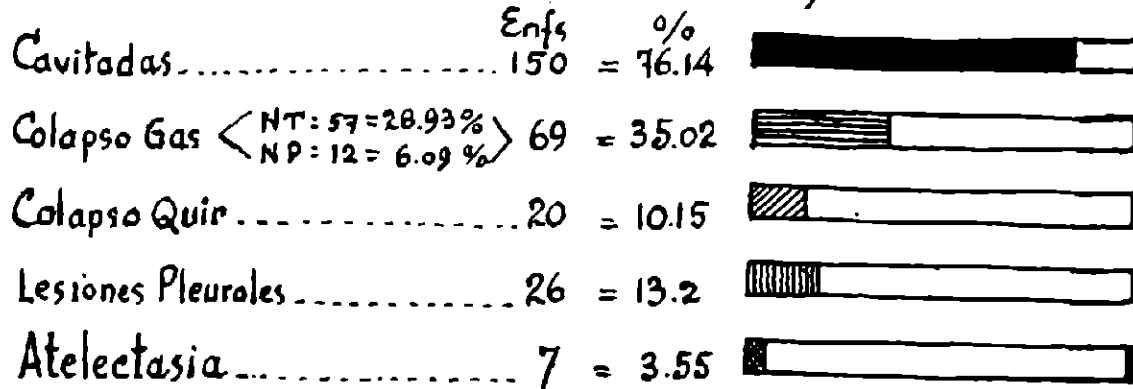 Enfs %
Cavitadas 150 = 76.14
Colapso Gas < NT: 57 = 28.93% > 69 = 35.02
NP: 12 = 6.09 %
Colapso Quir 20 = 10.15
Lesiones Pleurales 26 = 13.2
Atelectasia 7 = 3.55